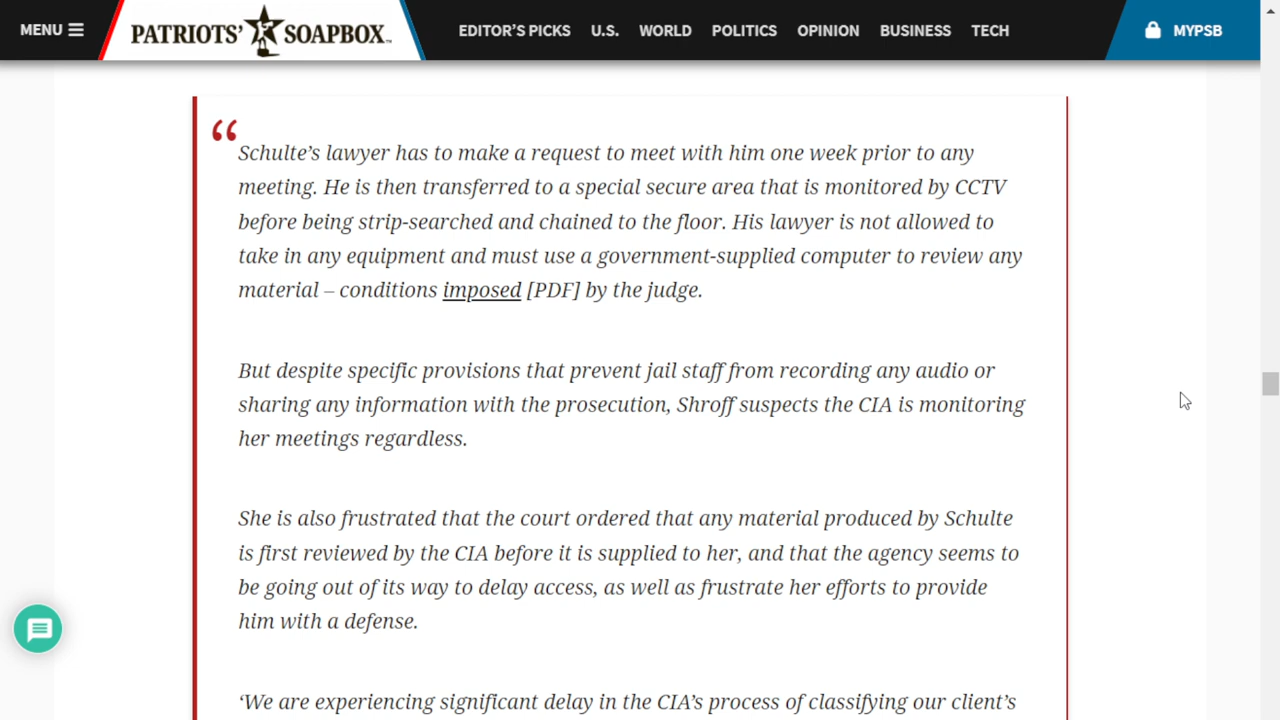 MENU PATRIOTS' SOAPBOX™ EDITOR'S PICKS U.S. WORLD POLITICS OPINION BUSINESS TECH MYPSB
“
Schulte’s lawyer has to make a request to meet with him one week prior to any
meeting. He is then transferred to a special secure area that is monitored by CCTV
before being strip-searched and chained to the floor. His lawyer is not allowed to
take in any equipment and must use a government-supplied computer to review any
material – conditions imposed [PDF] by the judge.
But despite specific provisions that prevent jail staff from recording any audio or
sharing any information with the prosecution, Shroff suspects the CIA is monitoring
her meetings regardless.
She is also frustrated that the court ordered that any material produced by Schulte
is first reviewed by the CIA before it is supplied to her, and that the agency seems to
be going out of its way to delay access, as well as frustrate her efforts to provide
him with a defense.
‘We are experiencing significant delay in the CIA’s process of classifying our client’s